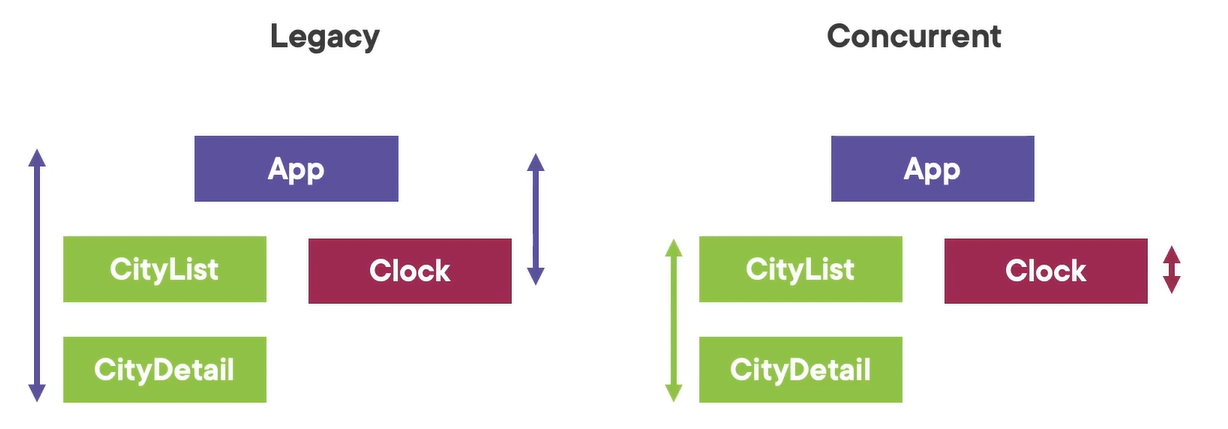 Legacy
Concurrent
App
App
CityList
Clock
CityList
Clock
CityDetail
CityDetail